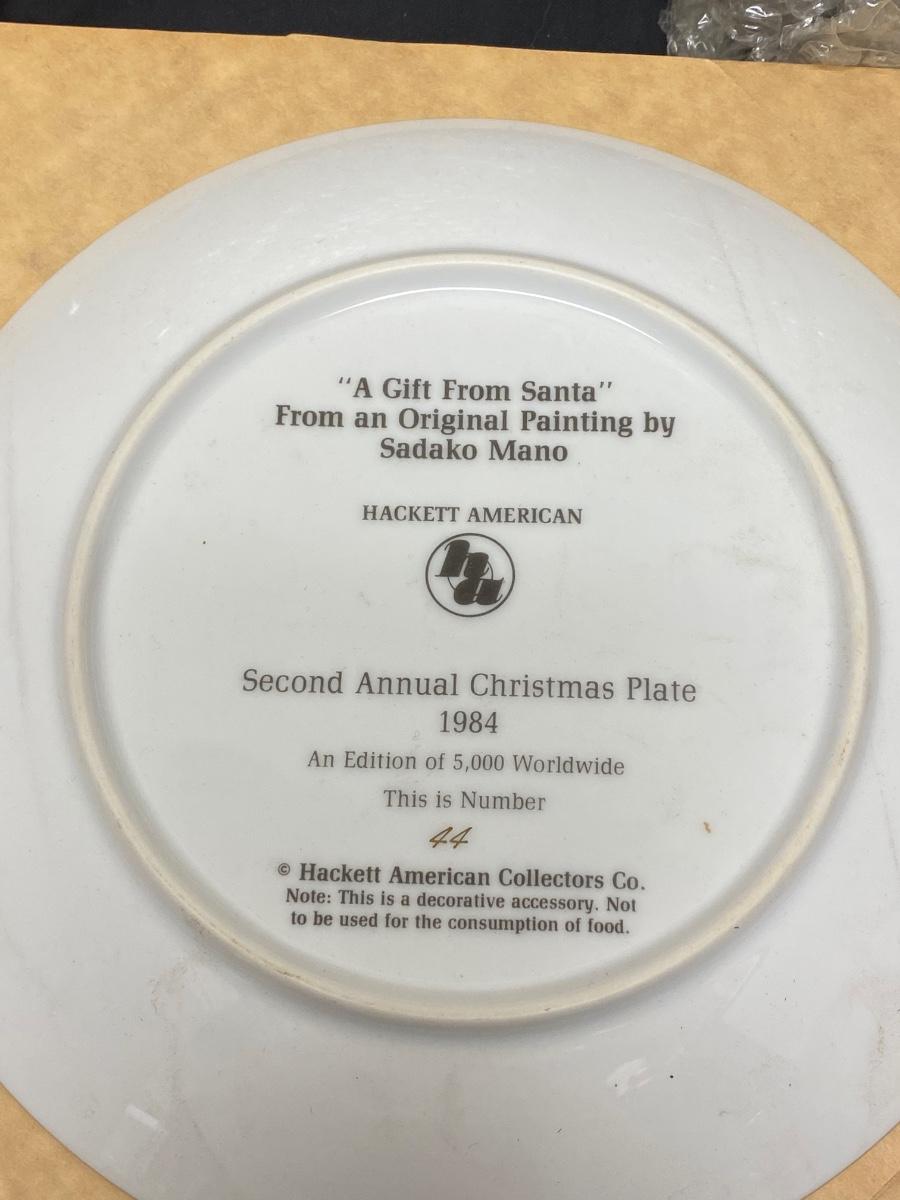 “A Gift From Santa”
From an Original Painting by
Sadako Mano
HACKETT AMERICAN
ha
Second Annual Christmas Plate
1984
An Edition of 5,000 Worldwide
This is Number
44
© Hackett American Collectors Co.
Note: This is a decorative accessory. Not
to be used for the consumption of food.